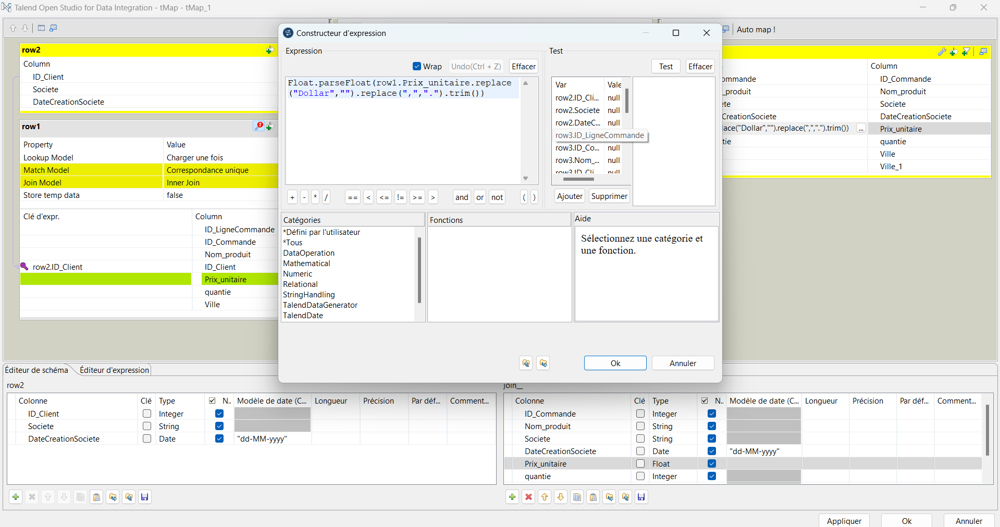 Talend Open Studio for Data Integration - tMap - tMap_1
Auto map !
row2
Column
ID_Client
Societe
DateCreationSociete
row1
2
Property Value
Lookup Model Charger une fois
Match Model Correspondance unique
Join Model Inner Join
Store temp data false
Clé d'expr. Column
ID_LigneCommande
ID_Commande
Nom_produit
row2.ID_Client ID_Client
Prix_unitaire
quantie
Ville
Constructeur d'expression
Expression
Wrap Undo(Ctrl + Z) Effacer
Float.parseFloat(row1.Prix_unitaire.replace
("Dollar","").replace(",",".").trim())
+ - * / == < <= != >= > and or not ( )
Test
Test Effacer
Var Vale
row2.ID_Cli... null
row2.Societe null
row2.DateC... null
row3.ID_LigneCommande
row3.ID_Co... null
row3.Nom_... null
row3.ID_Cli null
Ajouter Supprimer
Catégories
*Défini par l'utilisateur
*Tous
DataOperation
Mathematical
Numeric
Relational
StringHandling
TalendDataGenerator
TalendDate
Fonctions
Aide
Sélectionnez une catégorie et
une fonction.
Ok Annuler
Column
ommande ID_Commande
_produit Nom_produit
ete Societe
CreationSociete DateCreationSociete
lace("Dollar","").replace(",",".").trim()) ... Prix_unitaire
tie quantie
Ville
Ville_1
Éditeur de schéma Éditeur d'expression
row2
Colonne Clé Type N.. Modèle de date (C... Longueur Précision Par déf... Comment...
ID_Client Integer
Societe String
DateCreationSociete Date "dd-MM-yyyy"
join__
Colonne Clé Type N.. Modèle de date (C... Longueur Précision Par déf... Comment...
ID_Commande Integer
Nom_produit String
Societe String
DateCreationSociete Date "dd-MM-yyyy"
Prix_unitaire Float
quantie Integer
Appliquer Ok Annuler